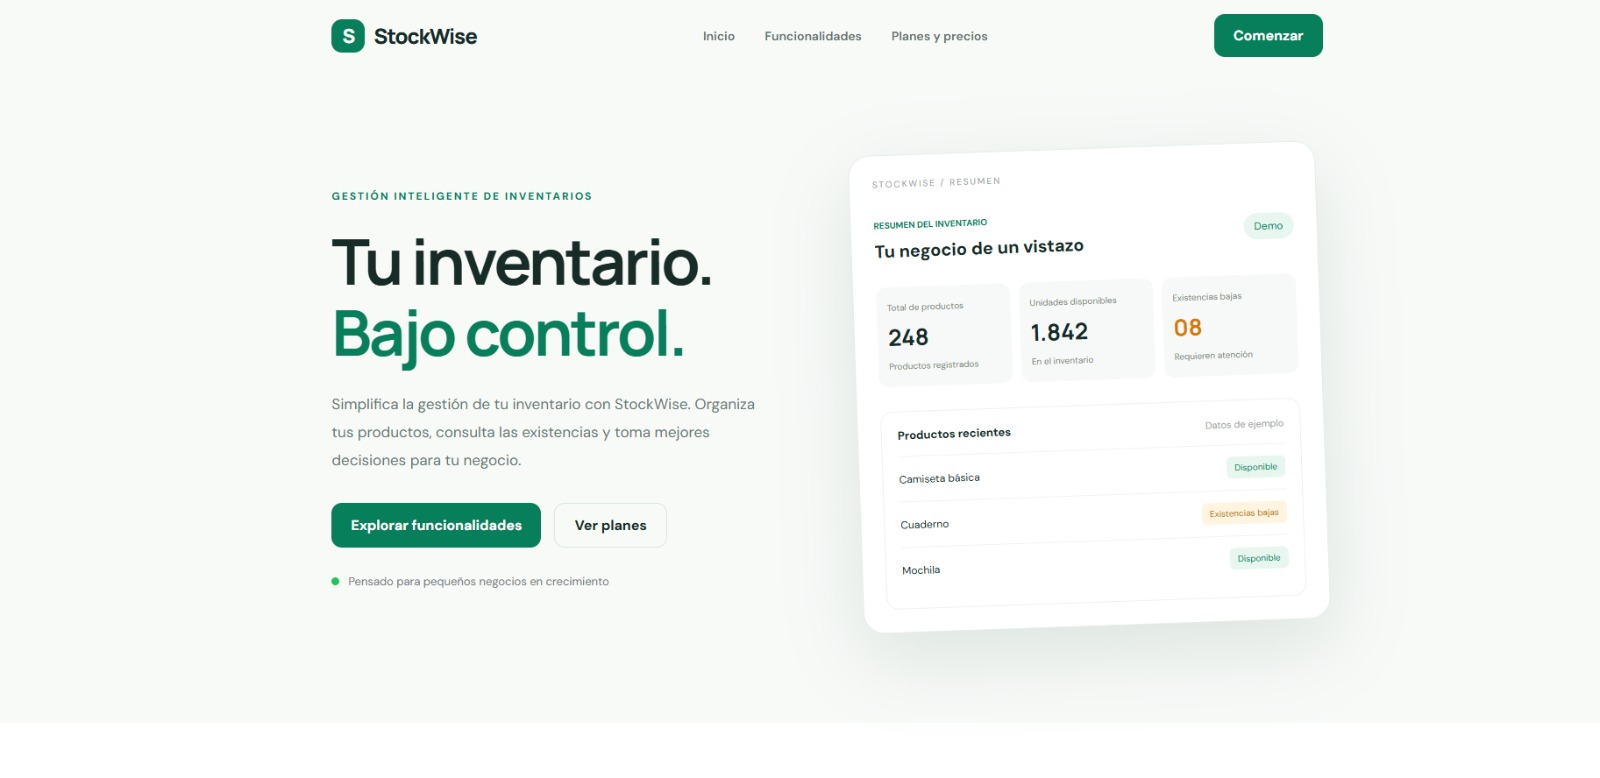 S StockWise
Inicio
Funcionalidades
Planes y precios
Comenzar
GESTIÓN INTELIGENTE DE INVENTARIOS
Tu inventario.
Bajo control.
Simplifica la gestión de tu inventario con StockWise. Organiza
tus productos, consulta las existencias y toma mejores
decisiones para tu negocio.
Explorar funcionalidades
Ver planes
Pensado para pequeños negocios en crecimiento
STOCKWISE / RESUMEN
RESUMEN DEL INVENTARIO
Tu negocio de un vistazo
Demo
Total de productos
248
Productos registrados
Unidades disponibles
1.842
En el inventario
Existencias bajas
08
Requieren atención
Productos recientes
Datos de ejemplo
Camiseta básica
Disponible
Cuaderno
Existencias bajas
Mochila
Disponible